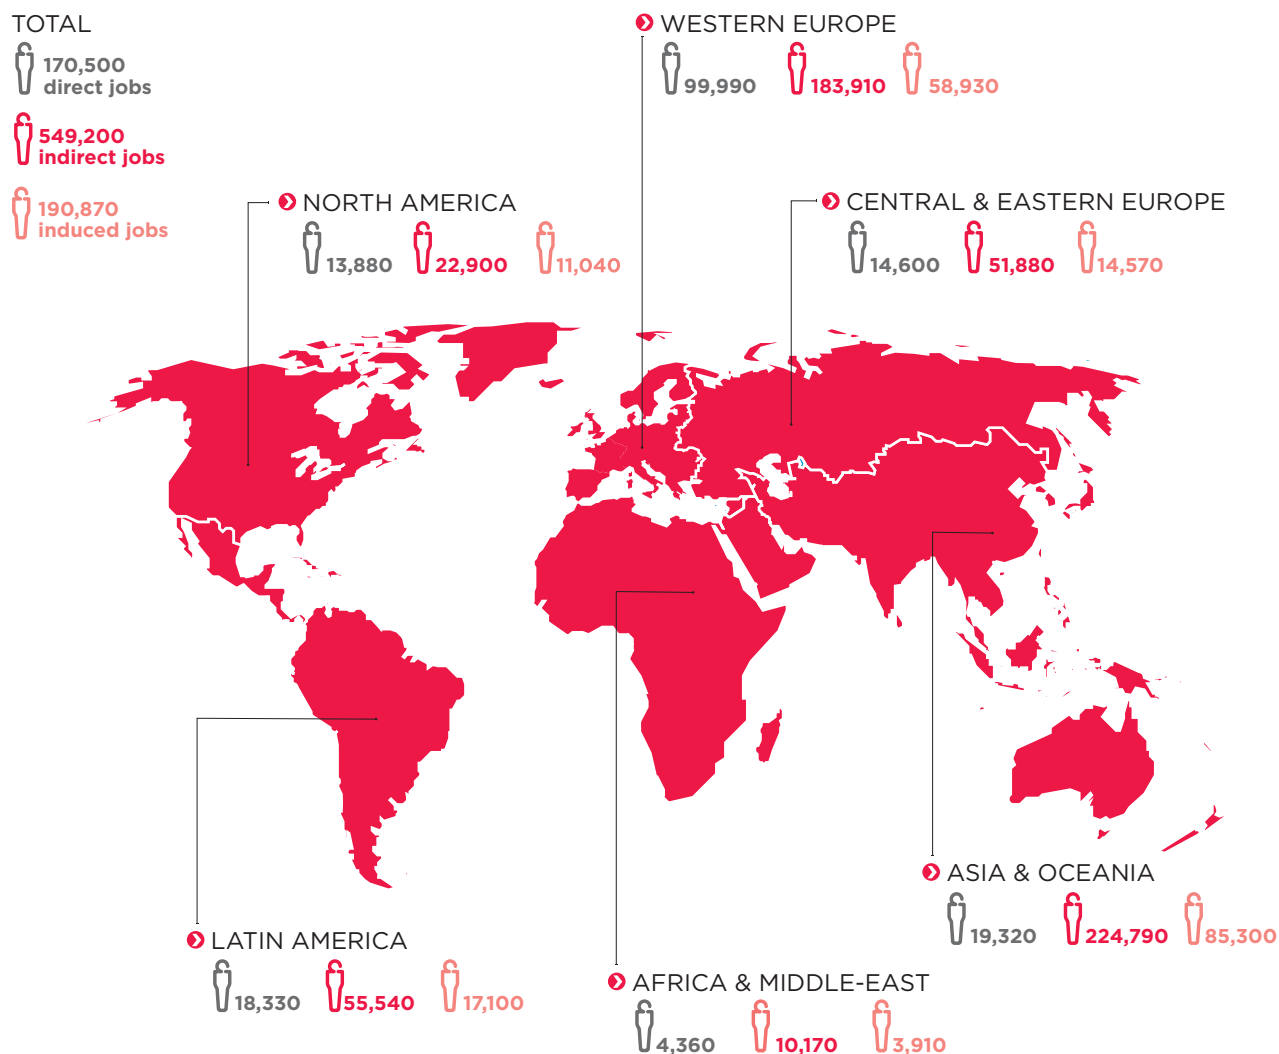 TOTAL
170,500
direct jobs
549,200
indirect jobs
190,870
induced jobs
WESTERN EUROPE
99,990 183,910 58,930
NORTH AMERICA
13,880 22,900 11,040
CENTRAL & EASTERN EUROPE
14,600 51,880 14,570
ASIA & OCEANIA
19,320 224,790 85,300
LATIN AMERICA
18,330 55,540 17,100
AFRICA & MIDDLE-EAST
4,360 10,170 3,910